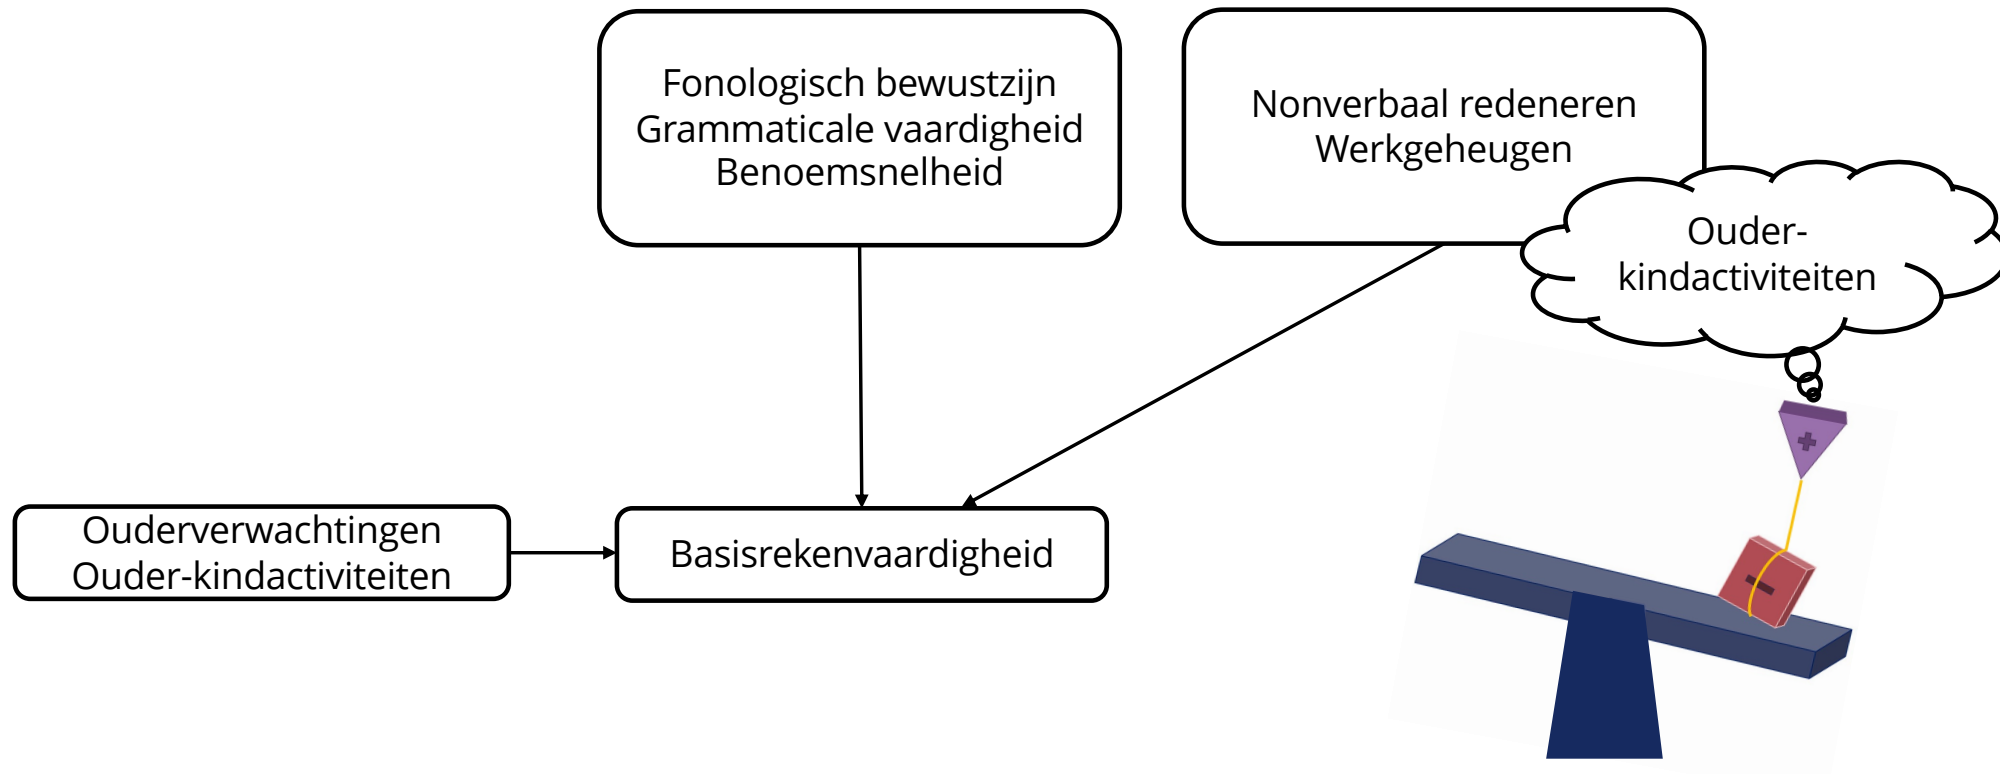 Fonologisch bewustzijn
Grammaticale vaardigheid
Benoemsnelheid
Nonverbaal redeneren
Werkgeheugen
Ouder-
kindactiviteiten
Ouderverwachtingen
Ouder-kindactiviteiten
Basisrekenvaardigheid
+
-